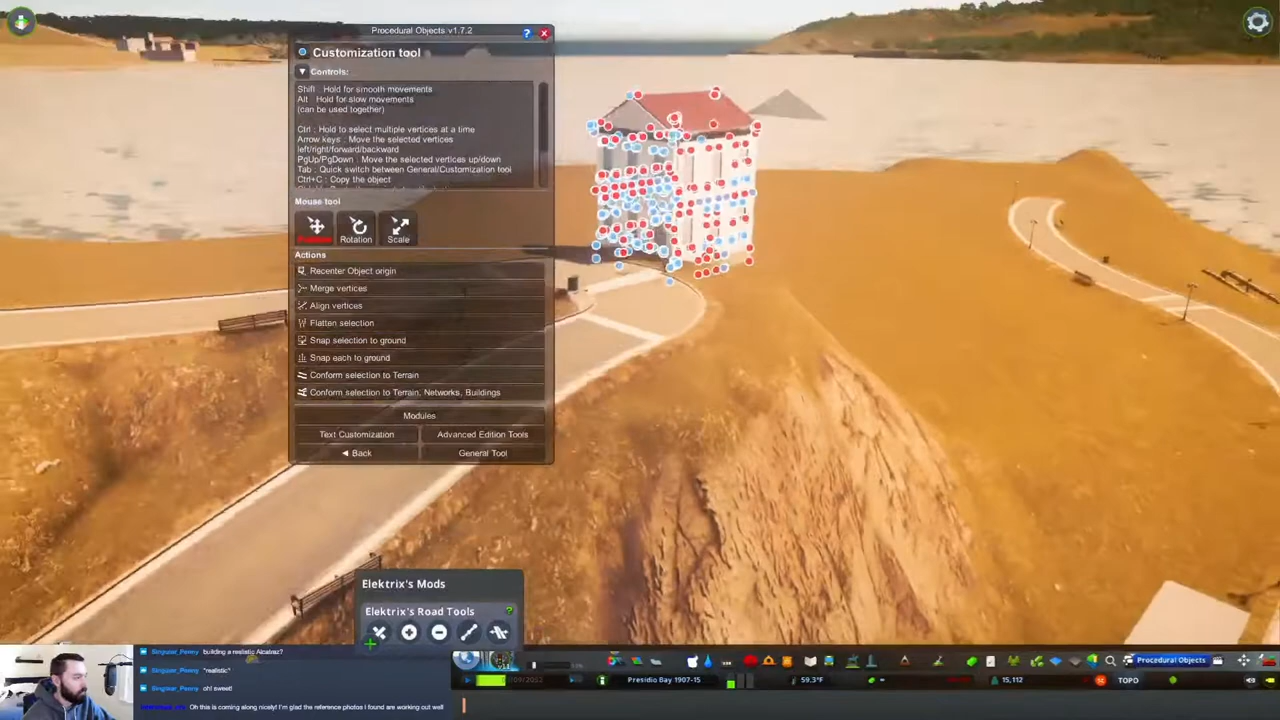 Procedural Objects v1.7.2
?
Customization tool
Controls:
Shift : Hold for smooth movements
Alt : Hold for slow movements
(can be used together)
Ctrl : Hold to select multiple vertices at a time
Arrow keys : Move the selected vertices
left/right/forward/backward
PgUp/PgDown : Move the selected vertices up/down
Tab : Quick switch between General/Customization tool
Ctrl+C : Copy the object
Mouse tool
Position Rotation Scale
Actions
Recenter Object origin
Merge vertices
Align vertices
Flatten selection
Snap selection to ground
Snap each to ground
Conform selection to Terrain
Conform selection to Terrain, Networks, Buildings
Modules
Text Customization Advanced Edition Tools
◀ Back General Tool
Elektrix's Mods
Elektrix's Road Tools ?
building a realistic Alcatraz?
*realistic*
oh! sweet!
Oh this is coming along nicely! I'm glad the reference photos I found are working out well
Procedural Objects
Presidio Bay 1907-15 59.3°F 15,112 TOPO